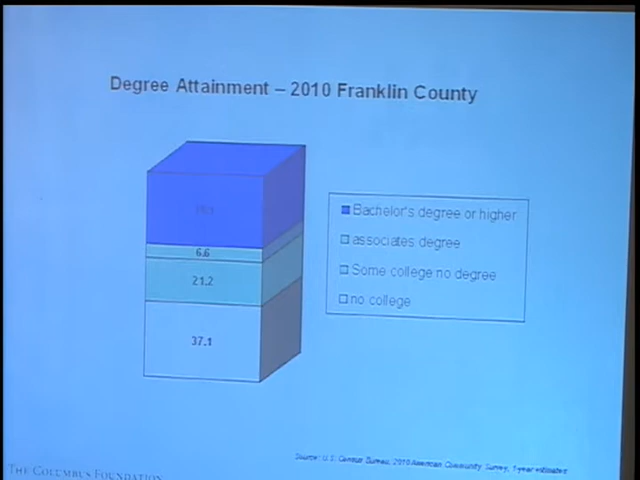 Degree Attainment – 2010 Franklin County
6.6
21.2
37.1
Bachelor's degree or higher
associates degree
Some college no degree
no college
Source: U.S. Census Bureau, 2010 American Community Survey, 1-year estimates
THE COLUMBUS FOUNDATION